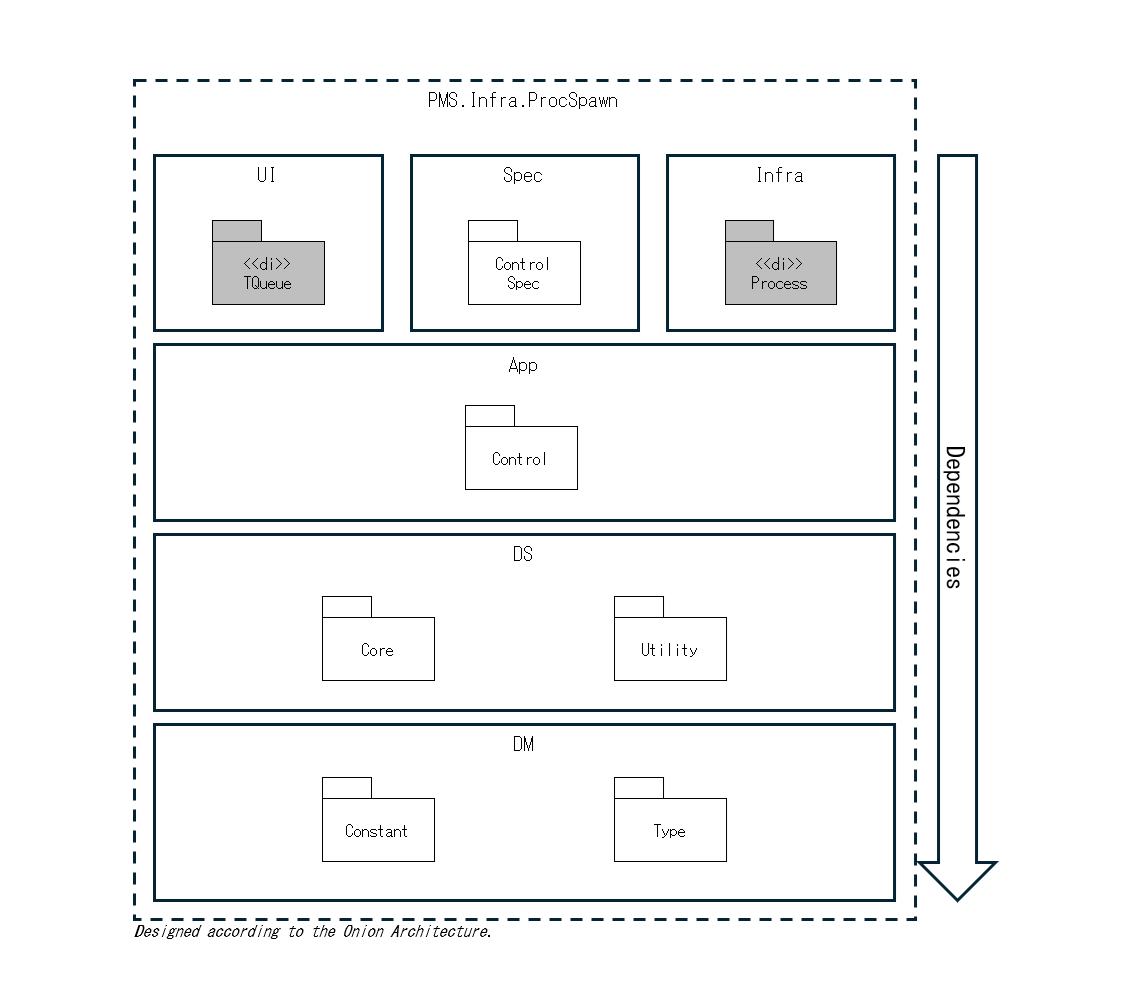 PMS.Infra.ProcSpawn
UI
Spec
Infra
<<di>>
TQueue
Control
Spec
<<di>>
Process
App
Control
Dependencies
DS
Core
Utility
DM
Constant
Type
Designed according to the Onion Architecture.